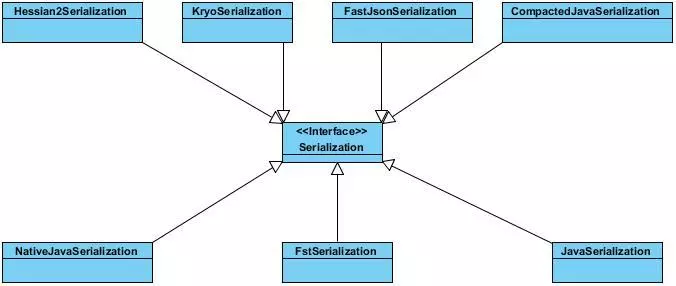 Hessian2Serialization
KryoSerialization
FastJsonSerialization
CompactedJavaSerialization
<<Interface>>
Serialization
NativeJavaSerialization
FstSerialization
JavaSerialization